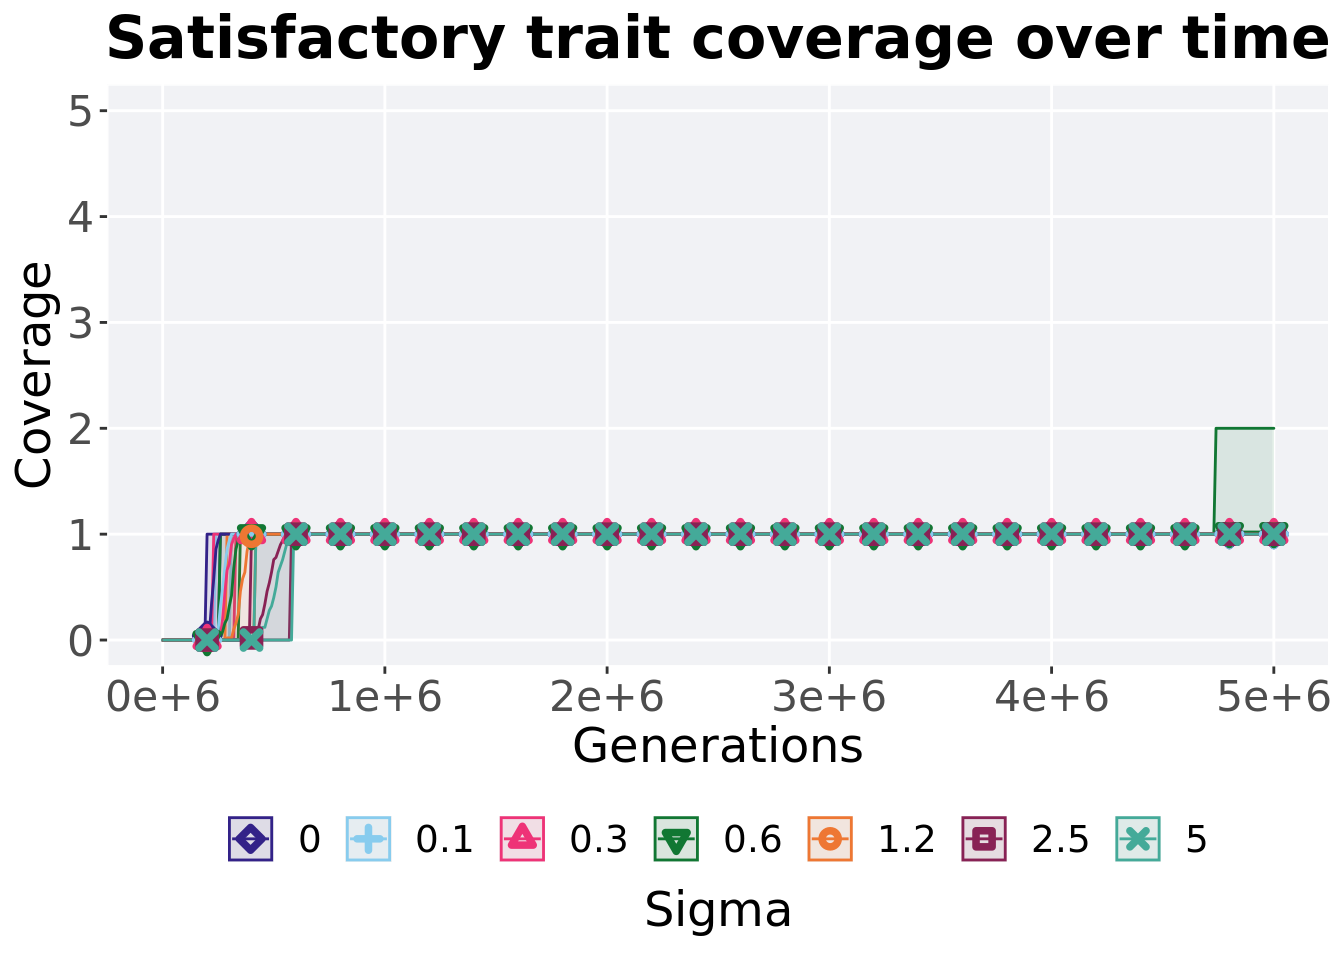 Satisfactory trait coverage over time
5
4
3
2
1
0
Coverage
0e+6 1e+6 2e+6 3e+6 4e+6 5e+6
Generations
0 0.1 0.3 0.6 1.2 2.5 5
Sigma